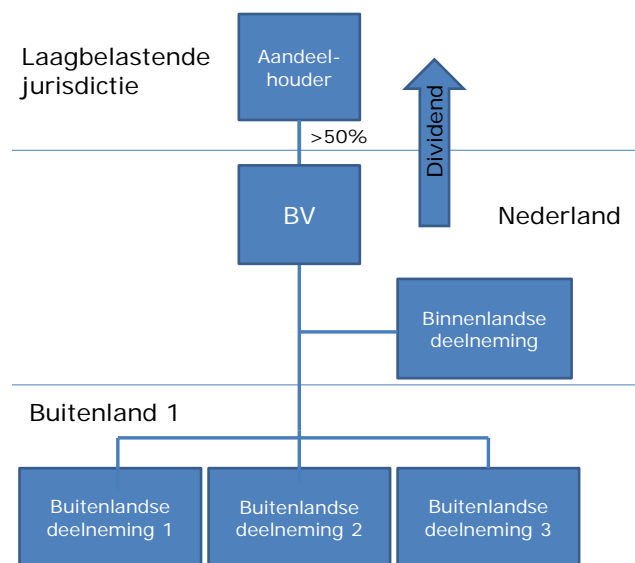 Laagbelastende
jurisdictie
Aandeel-
houder
>50%
Dividend
BV
Nederland
Binnenlandse
deelneming
Buitenland 1
Buitenlandse
deelneming 1
Buitenlandse
deelneming 2
Buitenlandse
deelneming 3